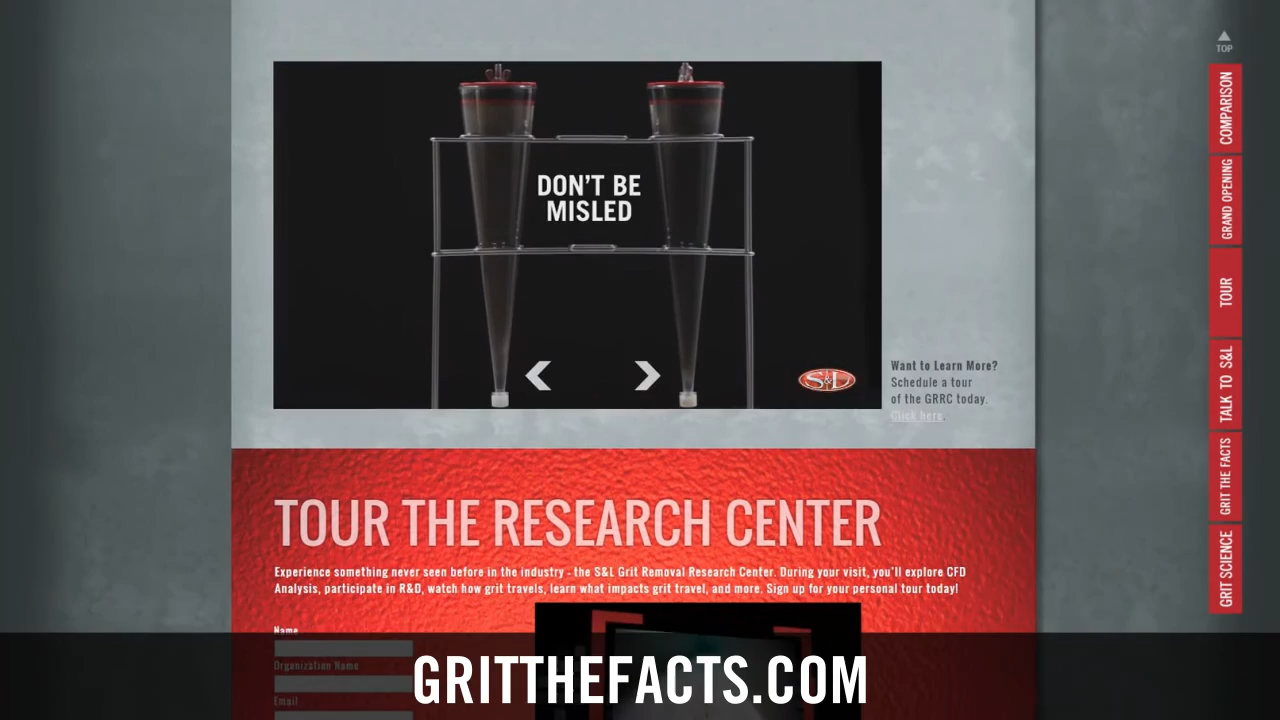 TOP
COMPARISON
GRAND OPENING
TOUR
TALK TO S&L
GRIT THE FACTS
GRIT SCIENCE
DON'T BE
MISLED
S&L
Want to Learn More?
Schedule a tour
of the GRRC today.
Click here.
TOUR THE RESEARCH CENTER
Experience something never seen before in the industry - the S&L Grit Removal Research Center. During your visit, you'll explore CFD
Analysis, participate in R&D, watch how grit travels, learn what impacts grit travel, and more. Sign up for your personal tour today!
Name
Organization Name
Email
GRITTHEFACTS.COM